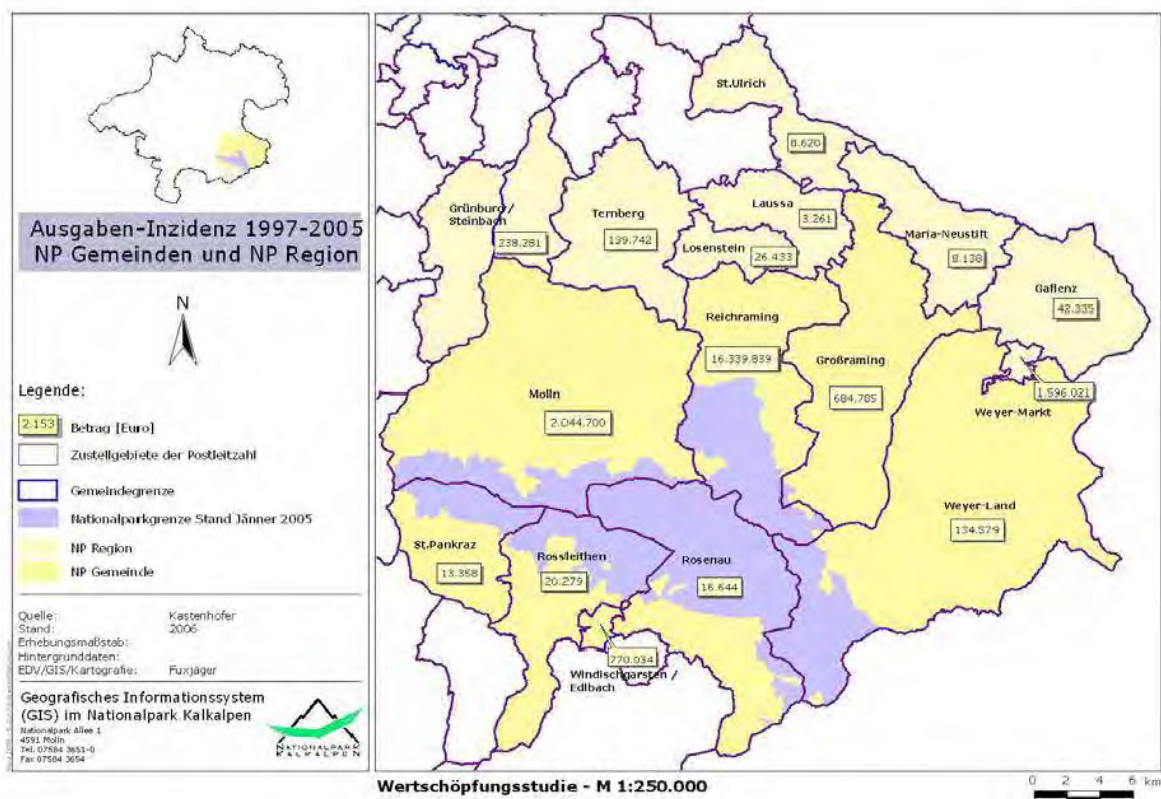 Ausgaben-Inzidenz 1997-2005
NP Gemeinden und NP Region
N
Legende:
2.153 Betrag [Euro]
Zustellgebiete der Postleitzahl
Gemeindegrenze
Nationalparkgrenze Stand Jänner 2005
NP Region
NP Gemeinde
Quelle: Kastenhofer
Stand: 2006
Erhebungsmaßstab:
Hintergrunddaten:
EDV/GIS/Kartografie: Fuxjäger
Geografisches Informationssystem
(GIS) im Nationalpark Kalkalpen
Nationalpark Allee 1
4591 Molln
Tel. 07584 3651-0
Fax 07584 3654
NATIONALPARK
KALKALPEN
St.Ulrich
8.620
Grünburg/
Steinbach
238.281
Ternberg
139.742
Laussa
3.261
Losenstein
26.433
Maria-Neustift
8.138
Gaflenz
42.335
Reichraming
16.339.839
Großraming
684.785
1.596.021
Weyer-Markt
Molln
2.044.700
Weyer-Land
134.579
St.Pankraz
13.358
Rossleithen
20.279
Rosenau
16.644
770.034
Windischgarsten /
Edlbach
Wertschöpfungsstudie - M 1:250.000
0 2 4 6 km